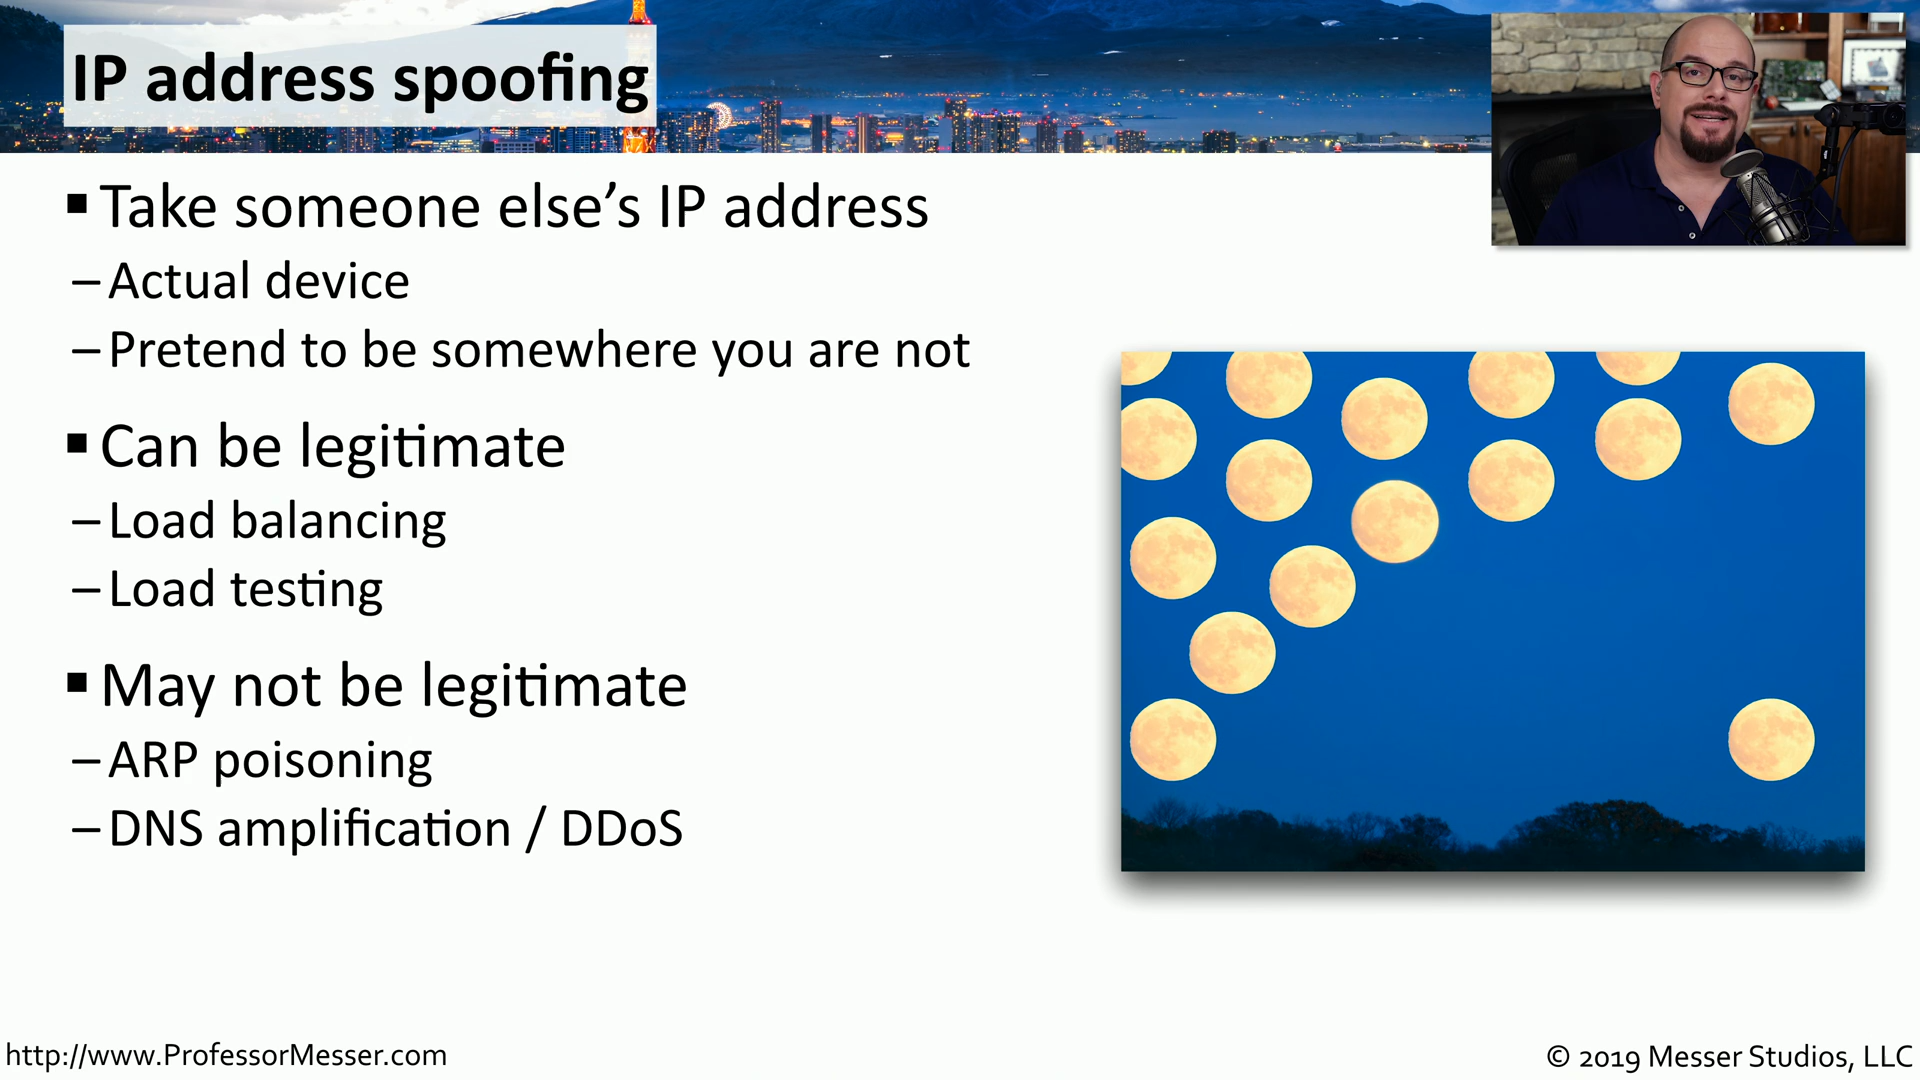 IP address spoofing
▪ Take someone else’s IP address
– Actual device
– Pretend to be somewhere you are not
▪ Can be legitimate
– Load balancing
– Load testing
▪ May not be legitimate
– ARP poisoning
– DNS amplification / DDoS
http://www.ProfessorMesser.com
© 2019 Messer Studios, LLC